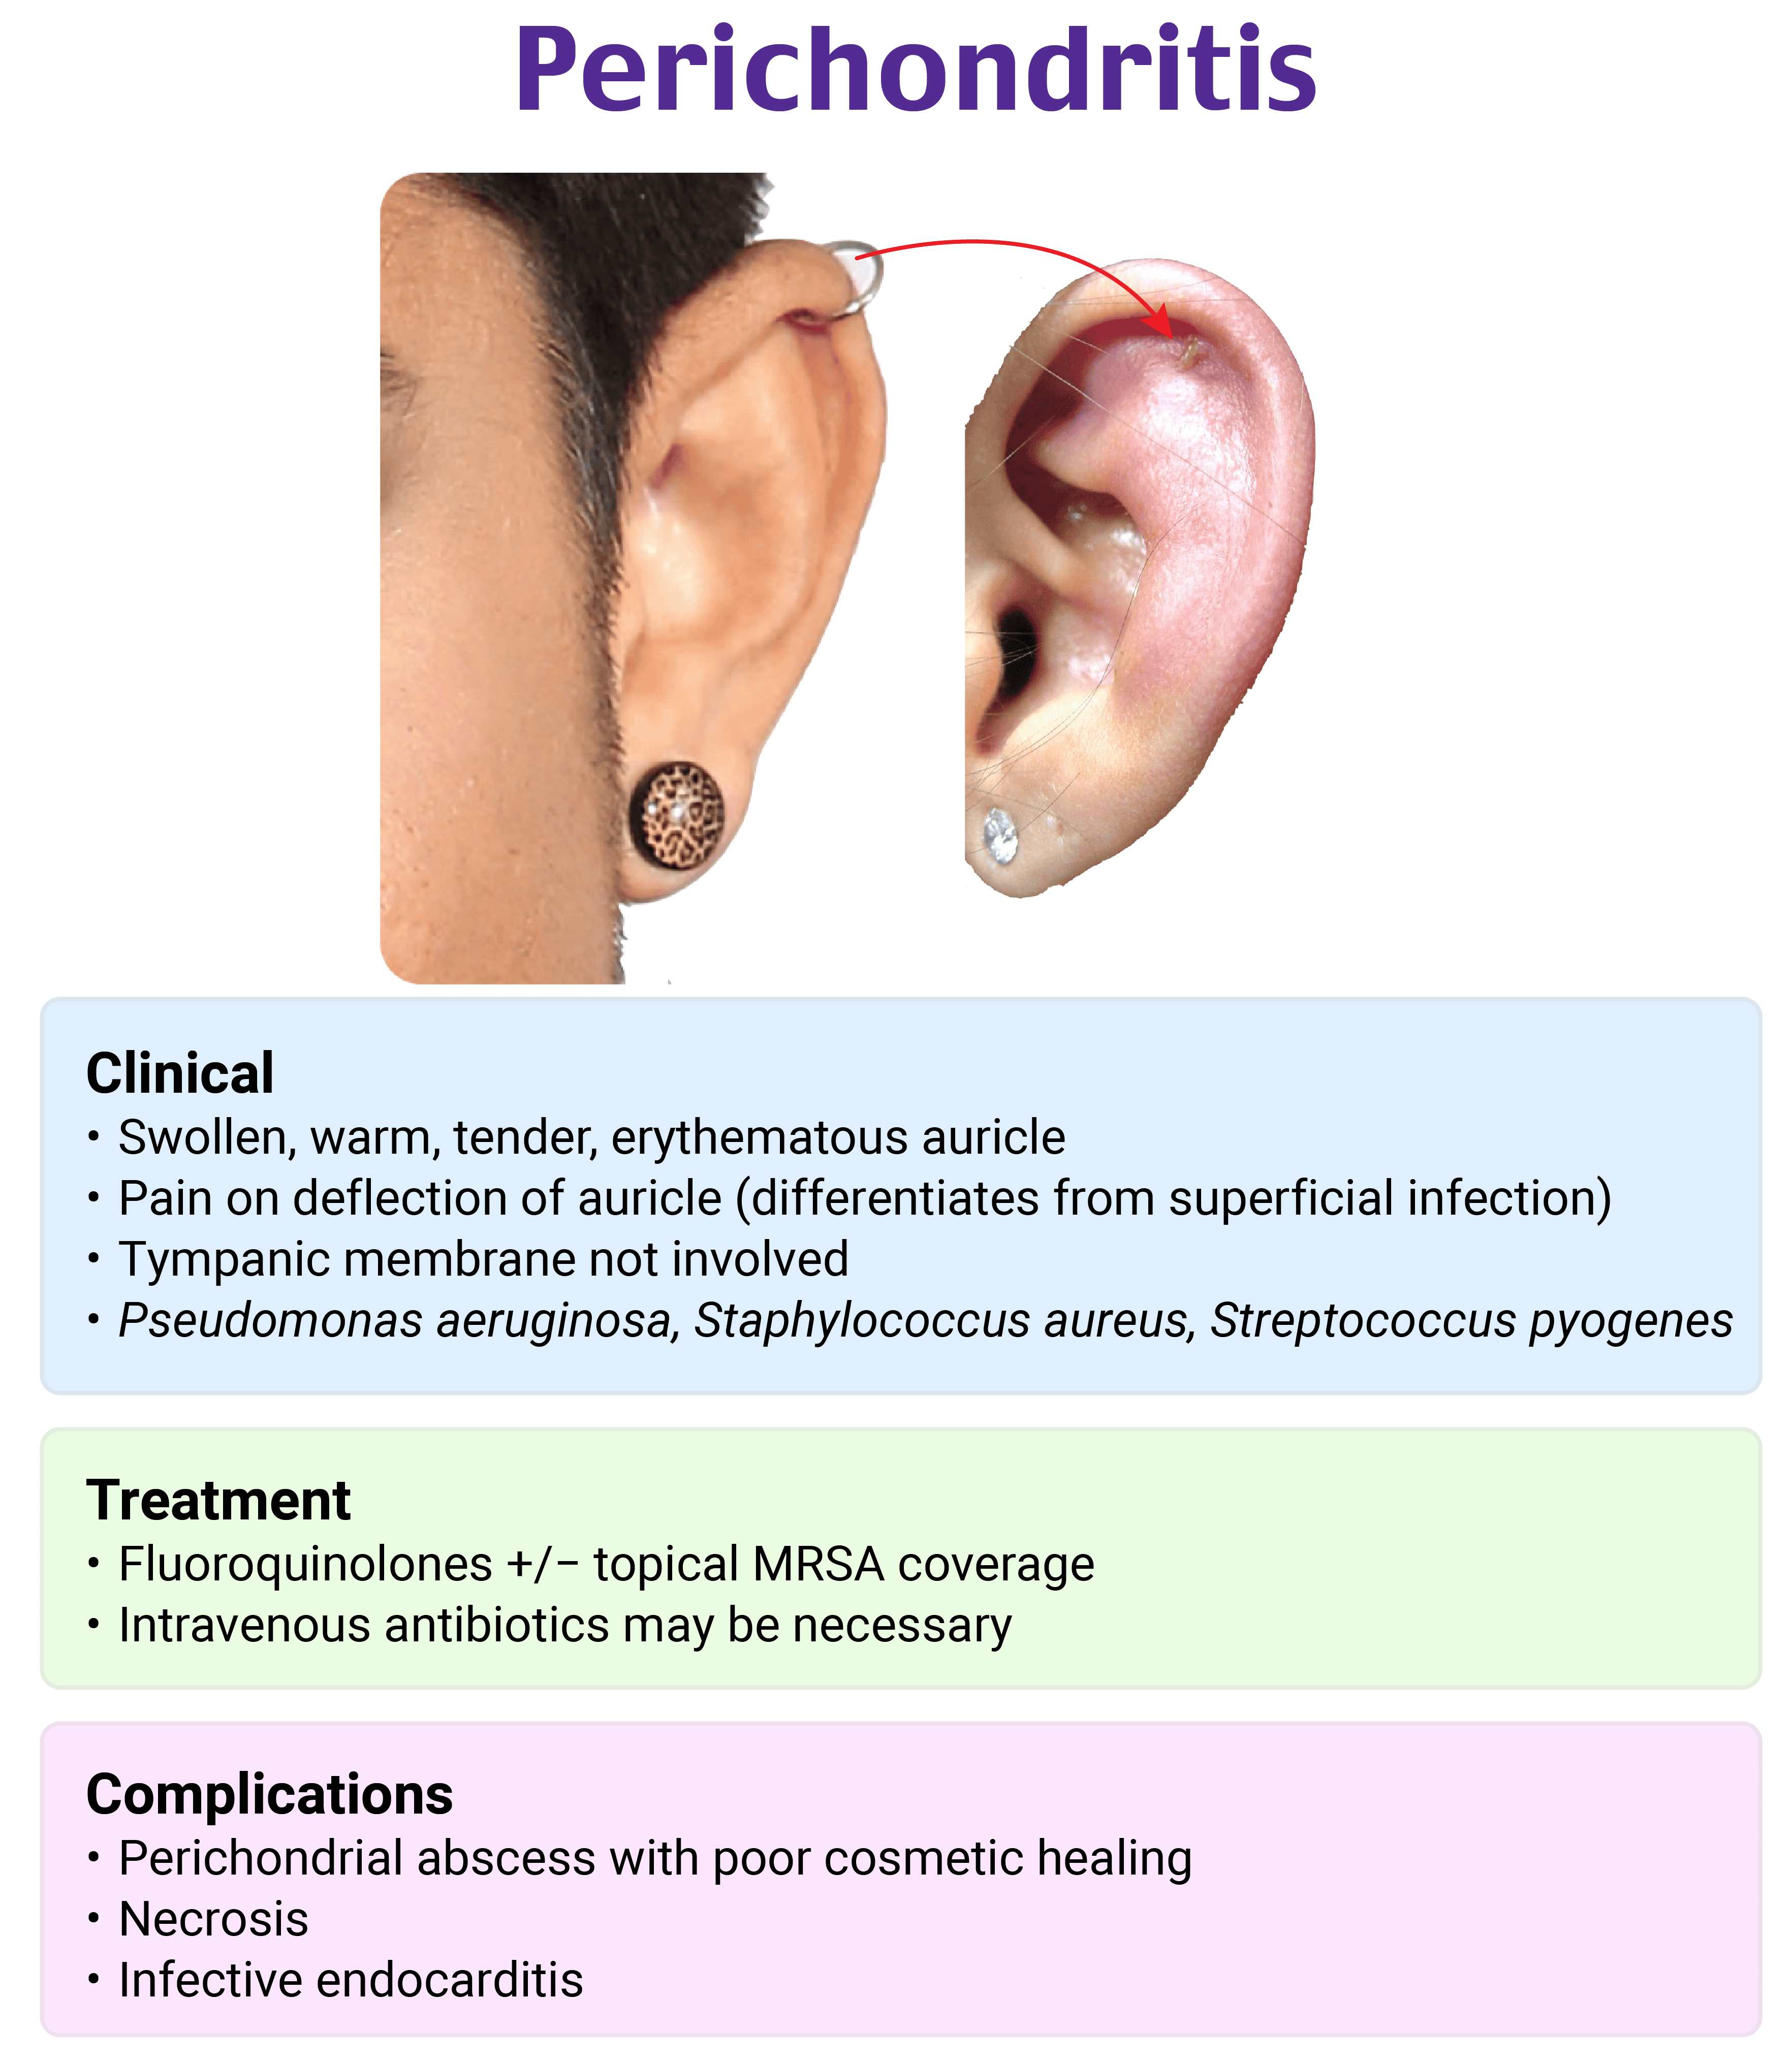 Perichondritis
Clinical
• Swollen, warm, tender, erythematous auricle
• Pain on deflection of auricle (differentiates from superficial infection)
• Tympanic membrane not involved
• Pseudomonas aeruginosa, Staphylococcus aureus, Streptococcus pyogenes
Treatment
• Fluoroquinolones +/− topical MRSA coverage
• Intravenous antibiotics may be necessary
Complications
• Perichondrial abscess with poor cosmetic healing
• Necrosis
• Infective endocarditis